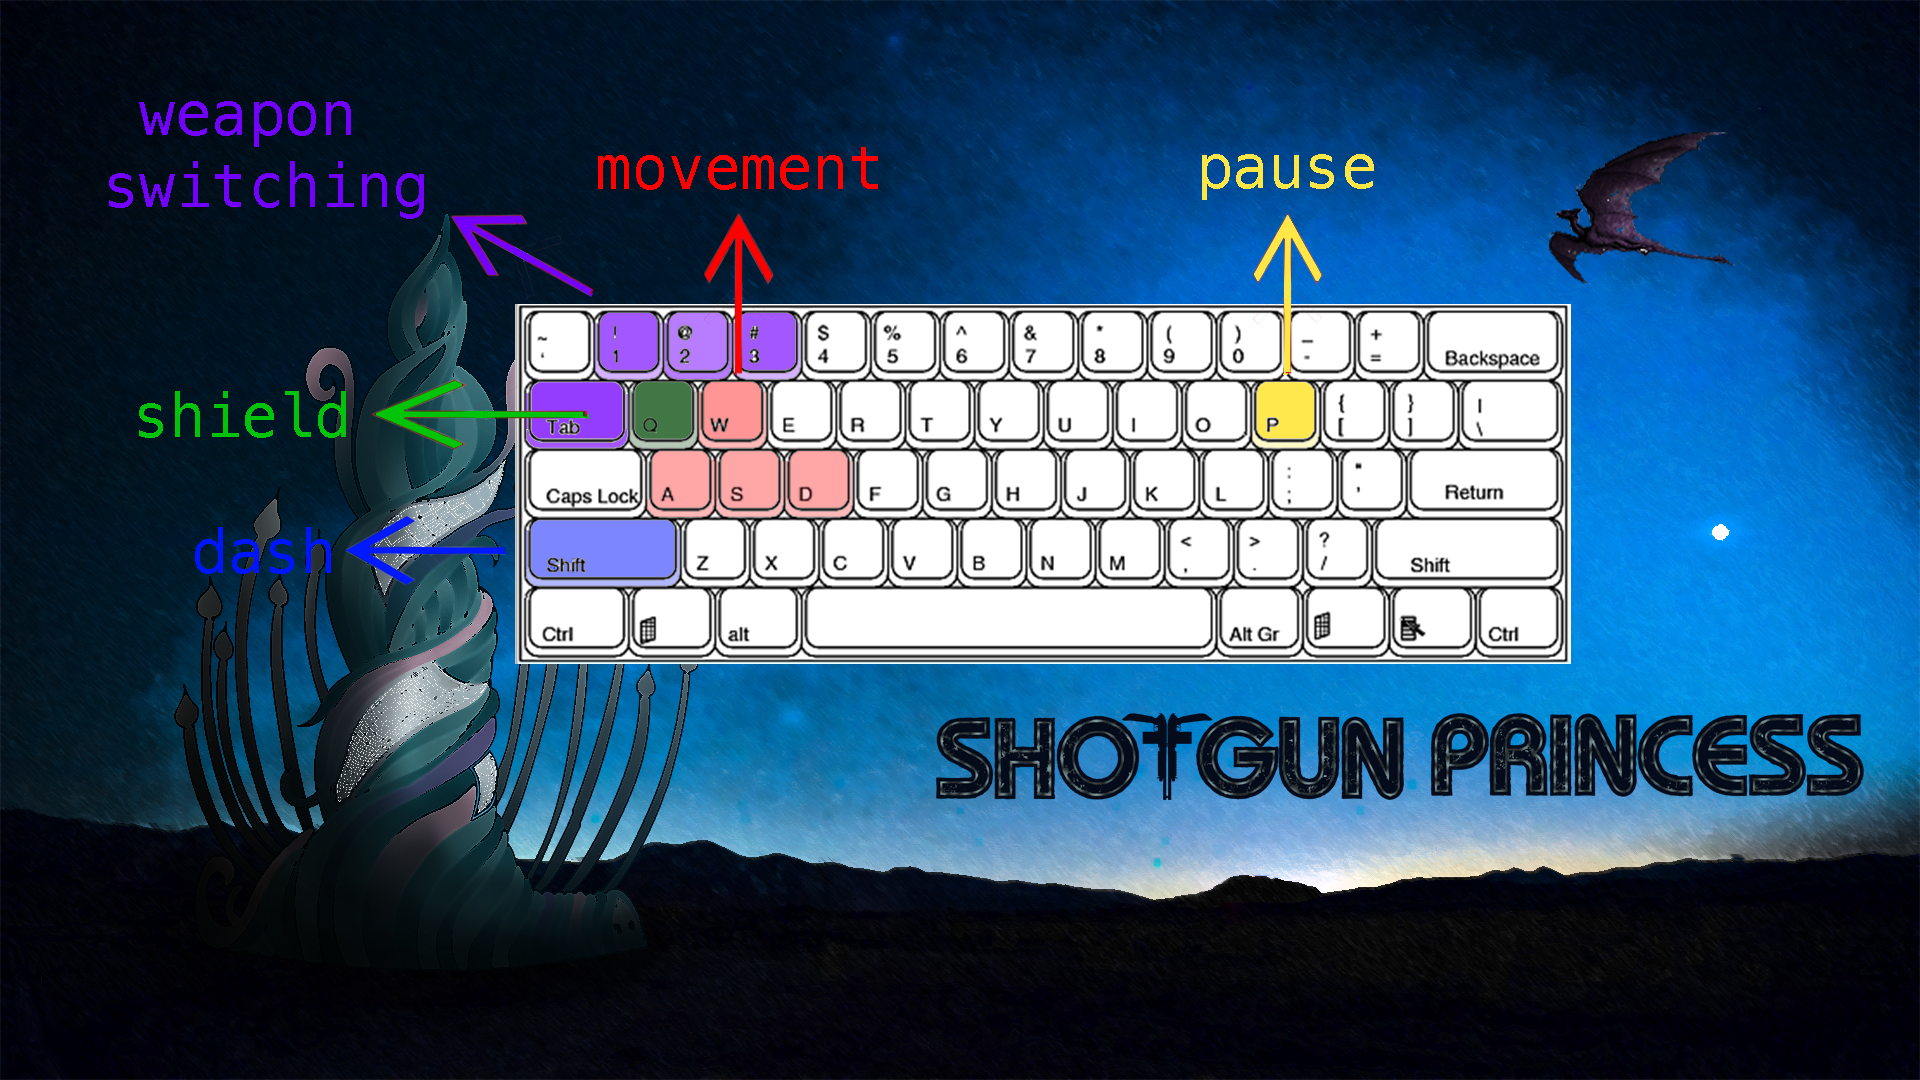 weapon
switching
movement
pause
~ ! @ # $ % ^ & * ( ) _ +
' 1 2 3 4 5 6 7 8 9 0 - = Backspace
shield
{ } |
Tab Q W E R T Y U I O P [ ] \
: "
Caps Lock A S D F G H J K L ; ' Return
dash
< > ?
Shift Z X C V B N M , . / Shift
Ctrl alt Alt Gr Ctrl
SHOTGUN PRINCESS